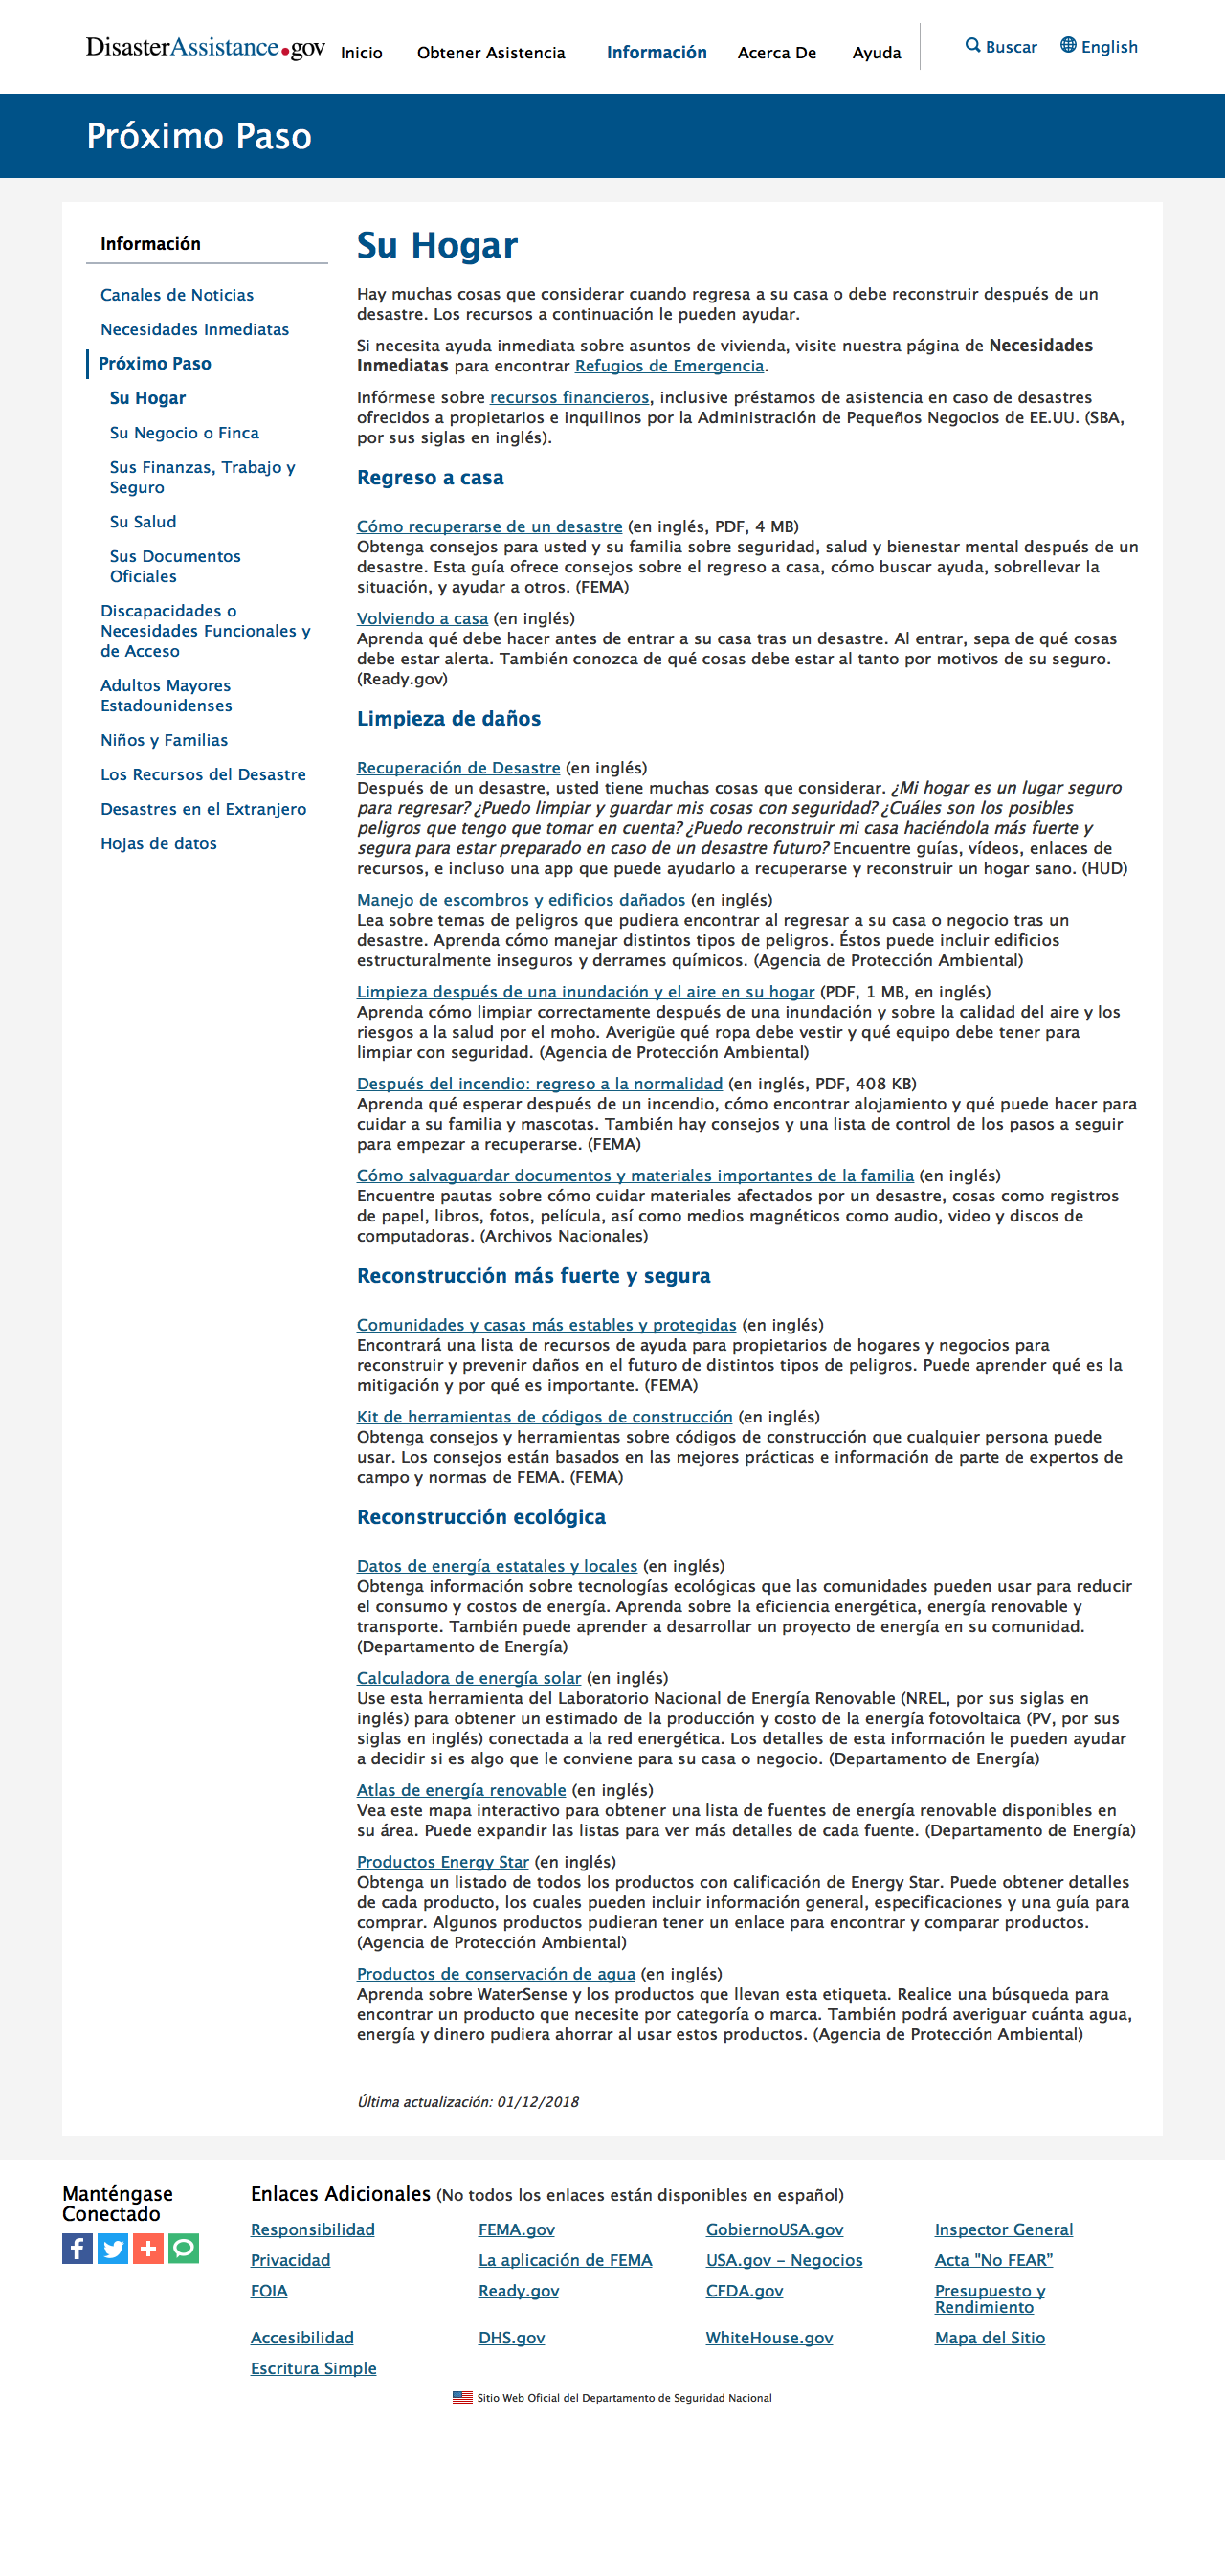 DisasterAssistance.gov
Inicio
Obtener Asistencia
Información
Acerca De
Ayuda
Buscar
English
Próximo Paso
Información
Canales de Noticias
Necesidades Inmediatas
Próximo Paso
Su Hogar
Su Negocio o Finca
Sus Finanzas, Trabajo y
Seguro
Su Salud
Sus Documentos
Oficiales
Discapacidades o
Necesidades Funcionales y
de Acceso
Adultos Mayores
Estadounidenses
Niños y Familias
Los Recursos del Desastre
Desastres en el Extranjero
Hojas de datos
Su Hogar
Hay muchas cosas que considerar cuando regresa a su casa o debe reconstruir después de un
desastre. Los recursos a continuación le pueden ayudar.
Si necesita ayuda inmediata sobre asuntos de vivienda, visite nuestra página de Necesidades
Inmediatas para encontrar Refugios de Emergencia.
Infórmese sobre recursos financieros, inclusive préstamos de asistencia en caso de desastres
ofrecidos a propietarios e inquilinos por la Administración de Pequeños Negocios de EE.UU. (SBA,
por sus siglas en inglés).
Regreso a casa
Cómo recuperarse de un desastre (en inglés, PDF, 4 MB)
Obtenga consejos para usted y su familia sobre seguridad, salud y bienestar mental después de un
desastre. Esta guía ofrece consejos sobre el regreso a casa, cómo buscar ayuda, sobrellevar la
situación, y ayudar a otros. (FEMA)
Volviendo a casa (en inglés)
Aprenda qué debe hacer antes de entrar a su casa tras un desastre. Al entrar, sepa de qué cosas
debe estar alerta. También conozca de qué cosas debe estar al tanto por motivos de su seguro.
(Ready.gov)
Limpieza de daños
Recuperación de Desastre (en inglés)
Después de un desastre, usted tiene muchas cosas que considerar. ¿Mi hogar es un lugar seguro
para regresar? ¿Puedo limpiar y guardar mis cosas con seguridad? ¿Cuáles son los posibles
peligros que tengo que tomar en cuenta? ¿Puedo reconstruir mi casa haciéndola más fuerte y
segura para estar preparado en caso de un desastre futuro? Encuentre guías, vídeos, enlaces de
recursos, e incluso una app que puede ayudarlo a recuperarse y reconstruir un hogar sano. (HUD)
Manejo de escombros y edificios dañados (en inglés)
Lea sobre temas de peligros que pudiera encontrar al regresar a su casa o negocio tras un
desastre. Aprenda cómo manejar distintos tipos de peligros. Éstos puede incluir edificios
estructuralmente inseguros y derrames químicos. (Agencia de Protección Ambiental)
Limpieza después de una inundación y el aire en su hogar (PDF, 1 MB, en inglés)
Aprenda cómo limpiar correctamente después de una inundación y sobre la calidad del aire y los
riesgos a la salud por el moho. Averigüe qué ropa debe vestir y qué equipo debe tener para
limpiar con seguridad. (Agencia de Protección Ambiental)
Después del incendio: regreso a la normalidad (en inglés, PDF, 408 KB)
Aprenda qué esperar después de un incendio, cómo encontrar alojamiento y qué puede hacer para
cuidar a su familia y mascotas. También hay consejos y una lista de control de los pasos a seguir
para empezar a recuperarse. (FEMA)
Cómo salvaguardar documentos y materiales importantes de la familia (en inglés)
Encuentre pautas sobre cómo cuidar materiales afectados por un desastre, cosas como registros
de papel, libros, fotos, película, así como medios magnéticos como audio, video y discos de
computadoras. (Archivos Nacionales)
Reconstrucción más fuerte y segura
Comunidades y casas más estables y protegidas (en inglés)
Encontrará una lista de recursos de ayuda para propietarios de hogares y negocios para
reconstruir y prevenir daños en el futuro de distintos tipos de peligros. Puede aprender qué es la
mitigación y por qué es importante. (FEMA)
Kit de herramientas de códigos de construcción (en inglés)
Obtenga consejos y herramientas sobre códigos de construcción que cualquier persona puede
usar. Los consejos están basados en las mejores prácticas e información de parte de expertos de
campo y normas de FEMA. (FEMA)
Reconstrucción ecológica
Datos de energía estatales y locales (en inglés)
Obtenga información sobre tecnologías ecológicas que las comunidades pueden usar para reducir
el consumo y costos de energía. Aprenda sobre la eficiencia energética, energía renovable y
transporte. También puede aprender a desarrollar un proyecto de energía en su comunidad.
(Departamento de Energía)
Calculadora de energía solar (en inglés)
Use esta herramienta del Laboratorio Nacional de Energía Renovable (NREL, por sus siglas en
inglés) para obtener un estimado de la producción y costo de la energía fotovoltaica (PV, por sus
siglas en inglés) conectada a la red energética. Los detalles de esta información le pueden ayudar
a decidir si es algo que le conviene para su casa o negocio. (Departamento de Energía)
Atlas de energía renovable (en inglés)
Vea este mapa interactivo para obtener una lista de fuentes de energía renovable disponibles en
su área. Puede expandir las listas para ver más detalles de cada fuente. (Departamento de Energía)
Productos Energy Star (en inglés)
Obtenga un listado de todos los productos con calificación de Energy Star. Puede obtener detalles
de cada producto, los cuales pueden incluir información general, especificaciones y una guía para
comprar. Algunos productos pudieran tener un enlace para encontrar y comparar productos.
(Agencia de Protección Ambiental)
Productos de conservación de agua (en inglés)
Aprenda sobre WaterSense y los productos que llevan esta etiqueta. Realice una búsqueda para
encontrar un producto que necesite por categoría o marca. También podrá averiguar cuánta agua,
energía y dinero pudiera ahorrar al usar estos productos. (Agencia de Protección Ambiental)
Última actualización: 01/12/2018
Manténgase
Conectado
Enlaces Adicionales (No todos los enlaces están disponibles en español)
Responsibilidad
FEMA.gov
GobiernoUSA.gov
Inspector General
Privacidad
La aplicación de FEMA
USA.gov – Negocios
Acta "No FEAR"
FOIA
Ready.gov
CFDA.gov
Presupuesto y
Rendimiento
Accesibilidad
DHS.gov
WhiteHouse.gov
Mapa del Sitio
Escritura Simple
Sitio Web Oficial del Departamento de Seguridad Nacional